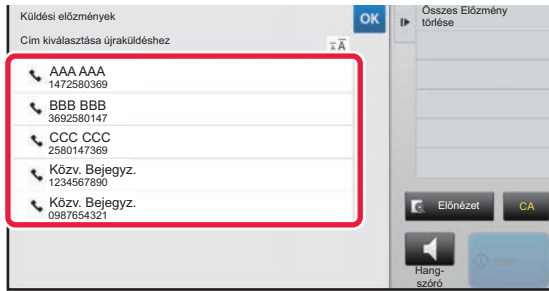 Küldési előzmények
OK
Összes Előzmény
törlése
Cím kiválasztása újraküldéshez
AAA AAA
1472580369
BBB BBB
3692580147
CCC CCC
2580147369
Közv. Bejegyz.
1234567890
Közv. Bejegyz.
0987654321
Előnézet
CA
Hang-
szóró
Start